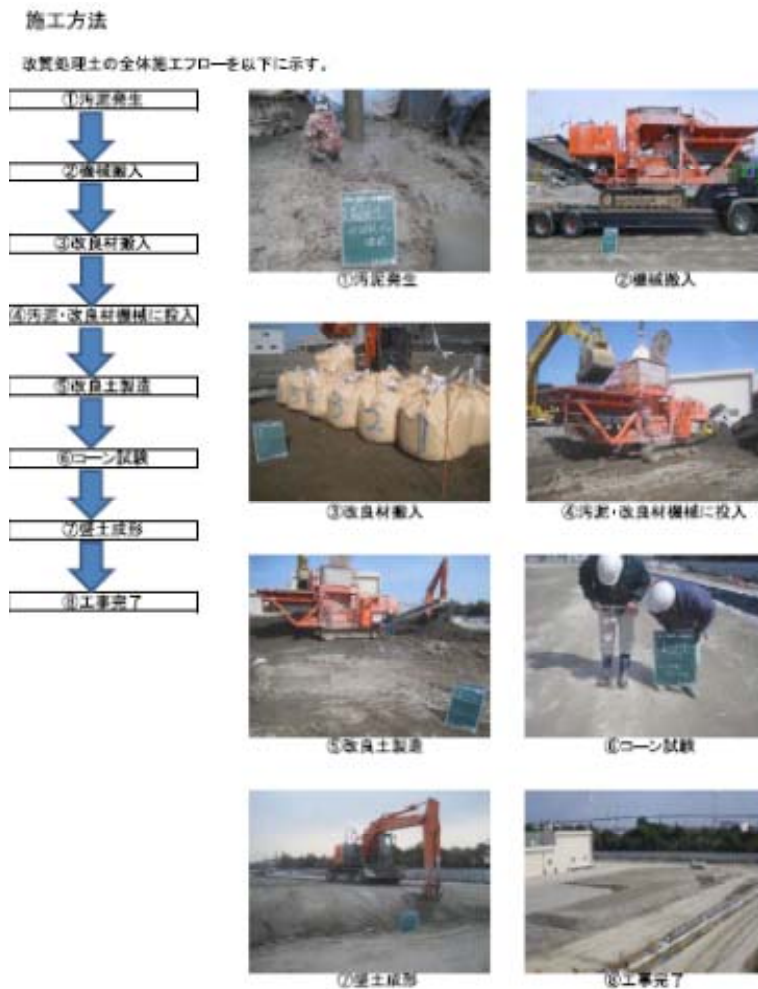 施工方法
改質処理土の全体施工フローを以下に示す。
①汚泥発生
②機械搬入
③改良材搬入
④汚泥・改良材機械に投入
⑤改良土製造
⑥コーン試験
⑦盛土成形
⑧工事完了
①汚泥発生
②機械搬入
③改良材搬入
④汚泥・改良材機械に投入
⑤改良土製造
⑥コーン試験
⑦盛土成形
⑧工事完了